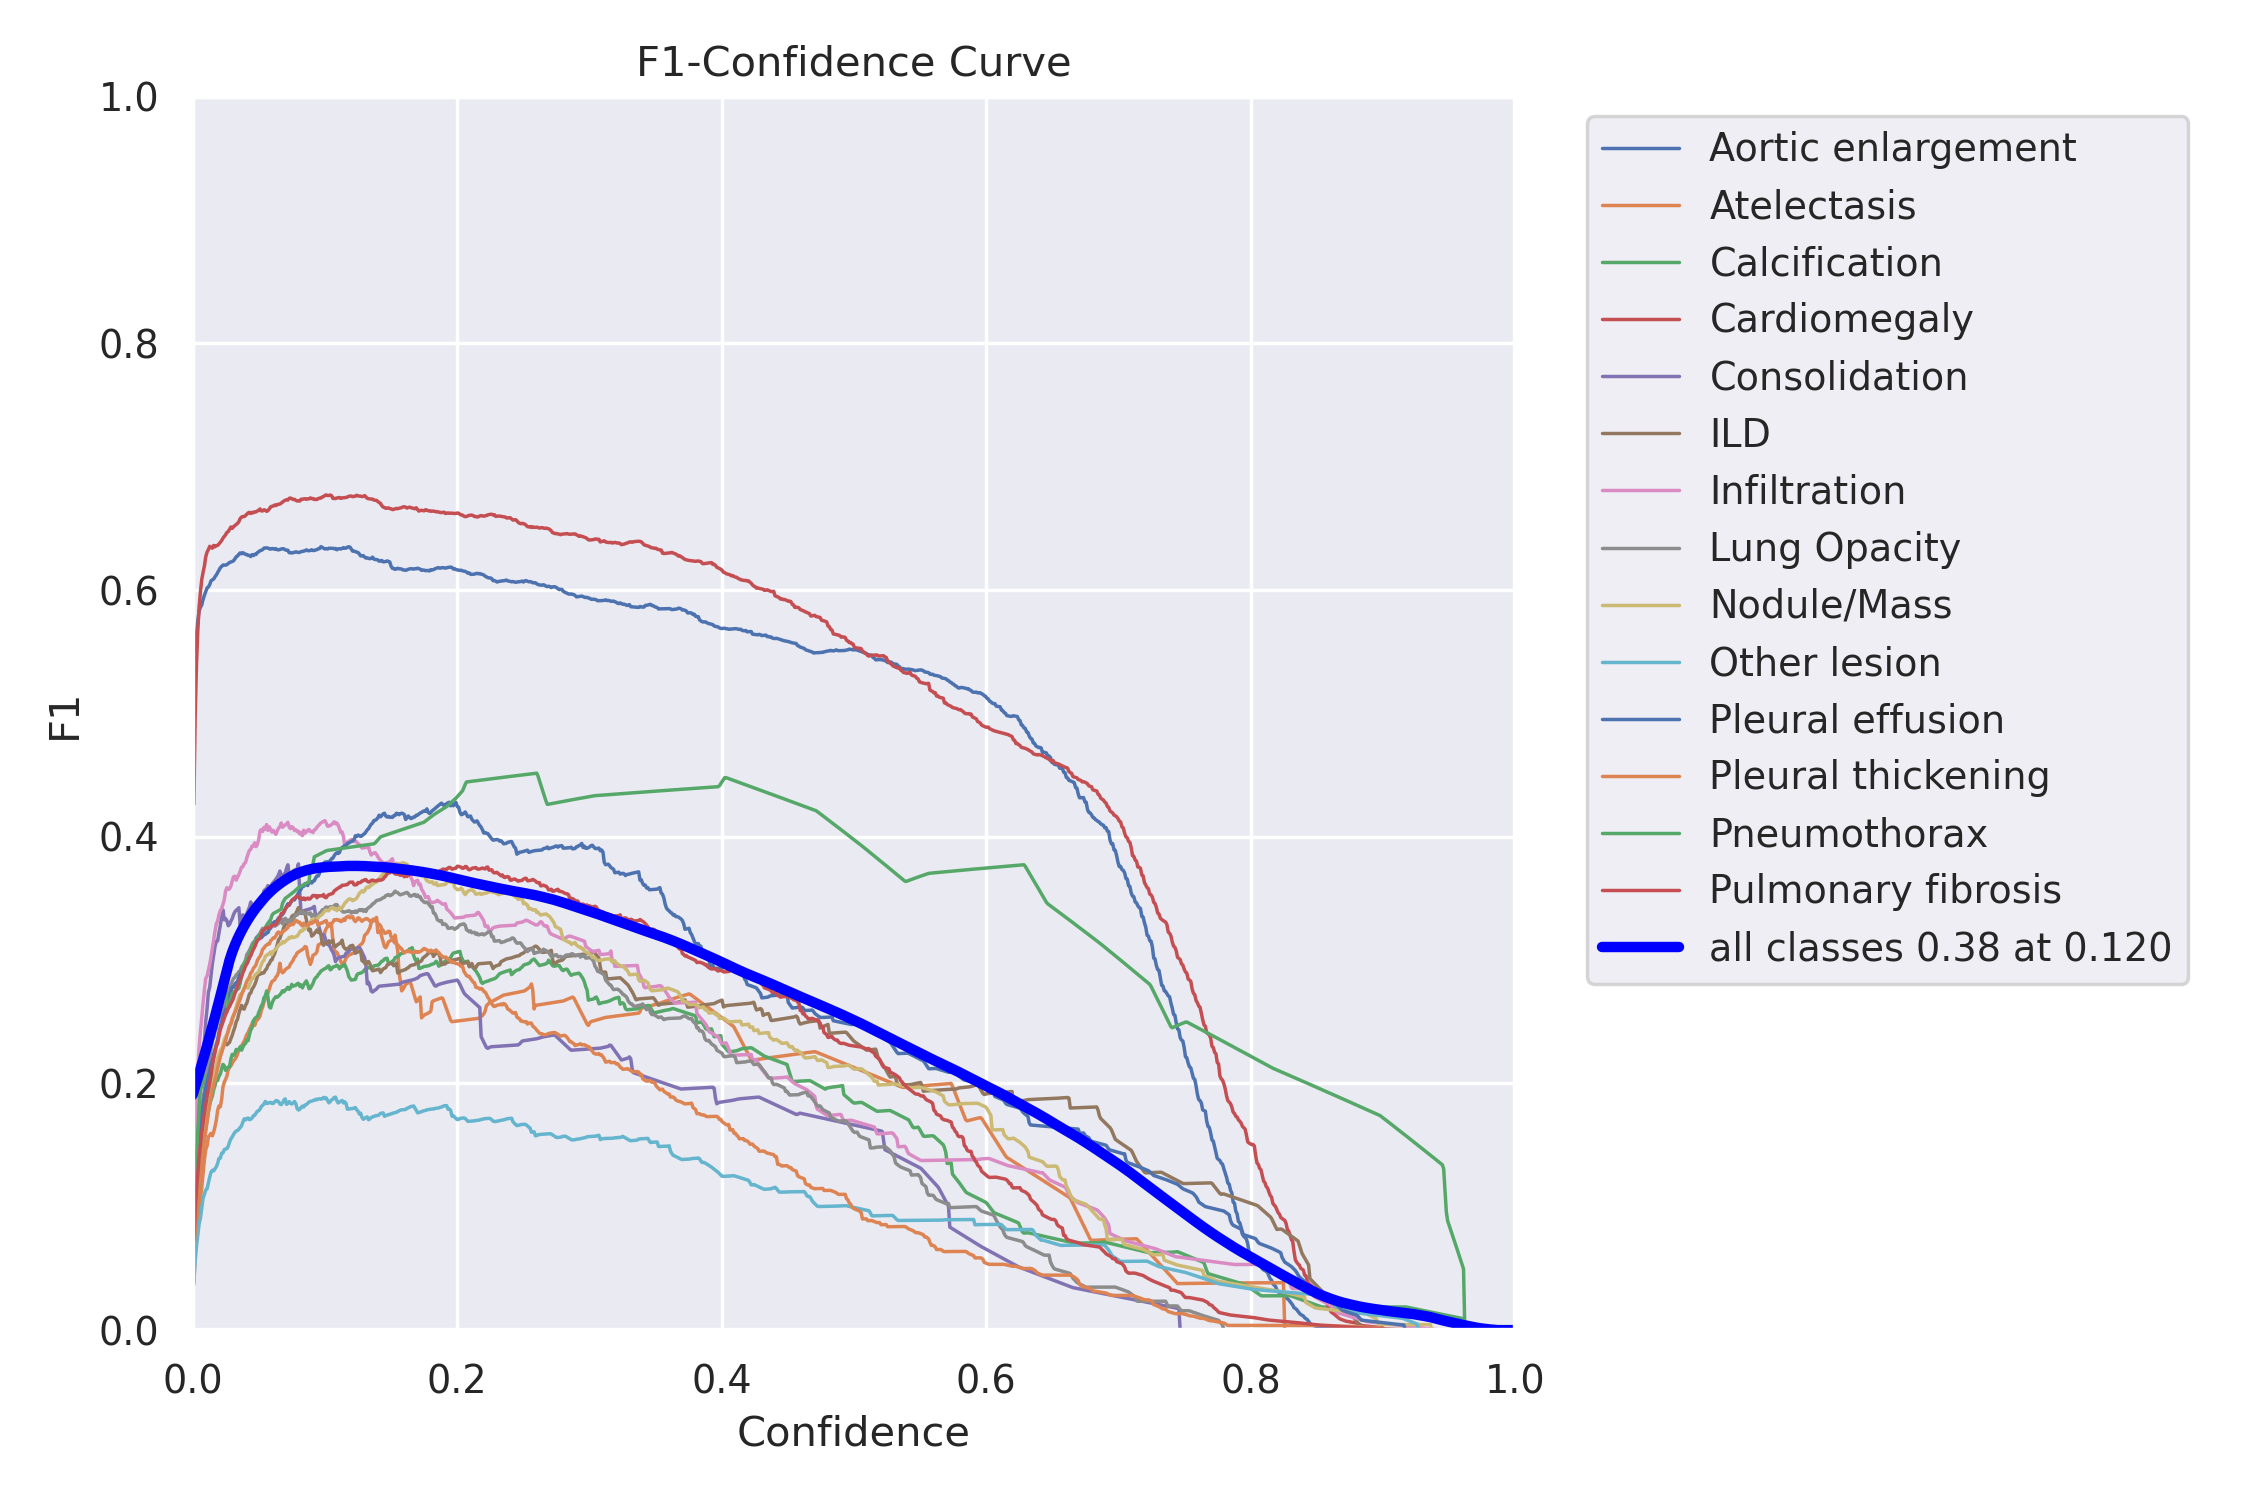 F1-Confidence Curve
1.0
0.8
0.6
0.4
0.2
0.0
F1
0.0 0.2 0.4 0.6 0.8 1.0
Confidence
Aortic enlargement
Atelectasis
Calcification
Cardiomegaly
Consolidation
ILD
Infiltration
Lung Opacity
Nodule/Mass
Other lesion
Pleural effusion
Pleural thickening
Pneumothorax
Pulmonary fibrosis
all classes 0.38 at 0.120